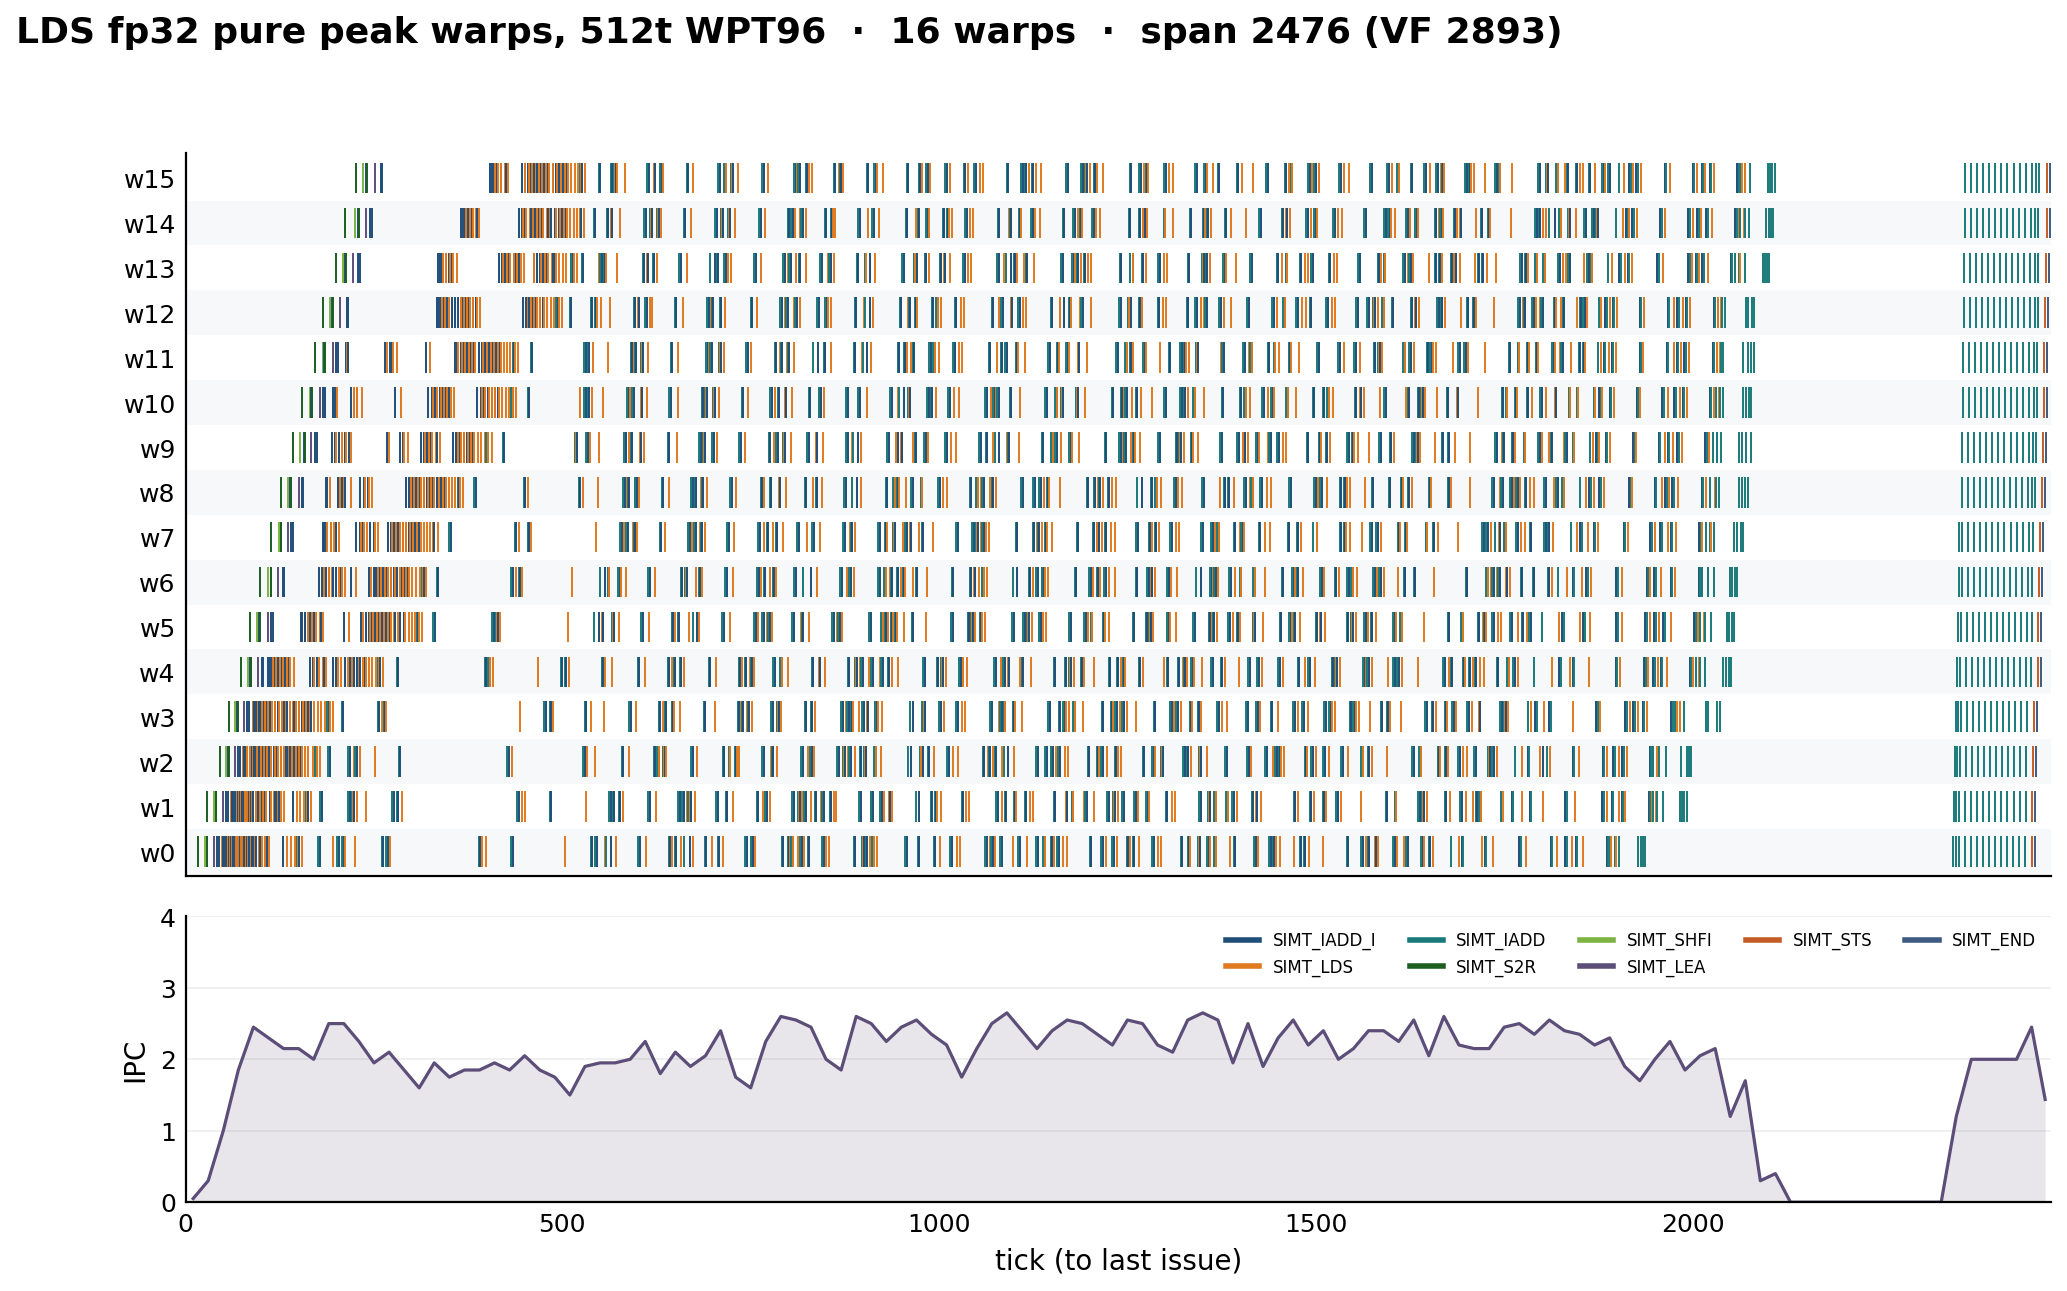 LDS fp32 pure peak warps, 512t WPT96 · 16 warps · span 2476 (VF 2893)
w15
w14
w13
w12
w11
w10
w9
w8
w7
w6
w5
w4
w3
w2
w1
w0
4
3
2
1
0
IPC
SIMT_IADD_I SIMT_IADD SIMT_SHFI SIMT_STS SIMT_END
SIMT_LDS SIMT_S2R SIMT_LEA
0 500 1000 1500 2000
tick (to last issue)